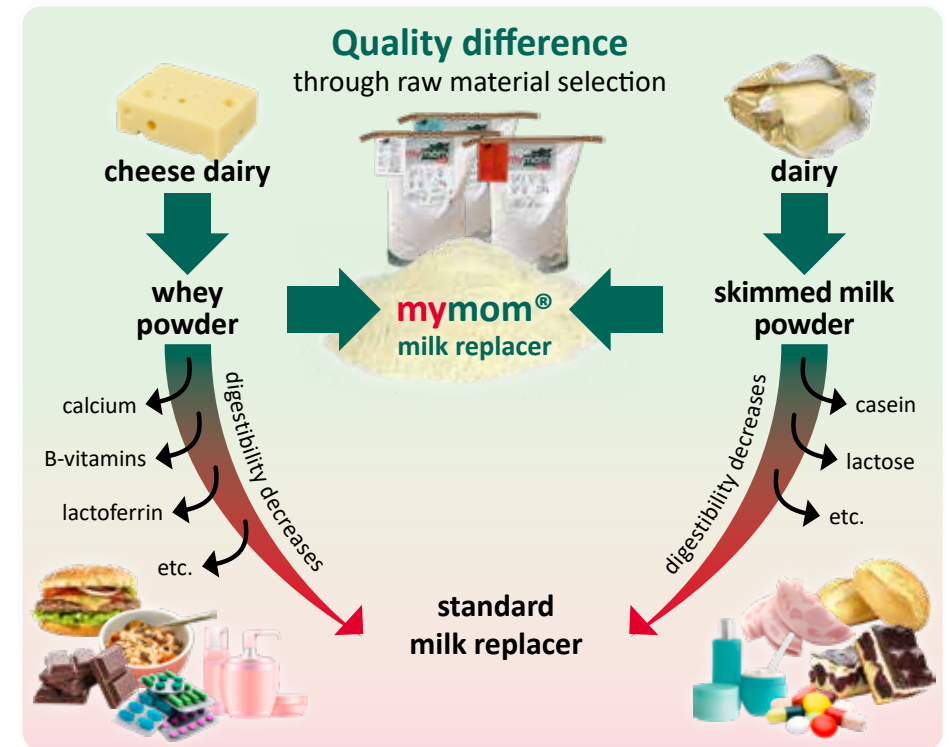 Quality difference
through raw material selection
cheese dairy
dairy
mymom
whey
powder
skimmed milk
powder
mymom®
milk replacer
calcium
B-vitamins
lactoferrin
etc.
digestibility decreases
digestibility decreases
casein
lactose
etc.
standard
milk replacer